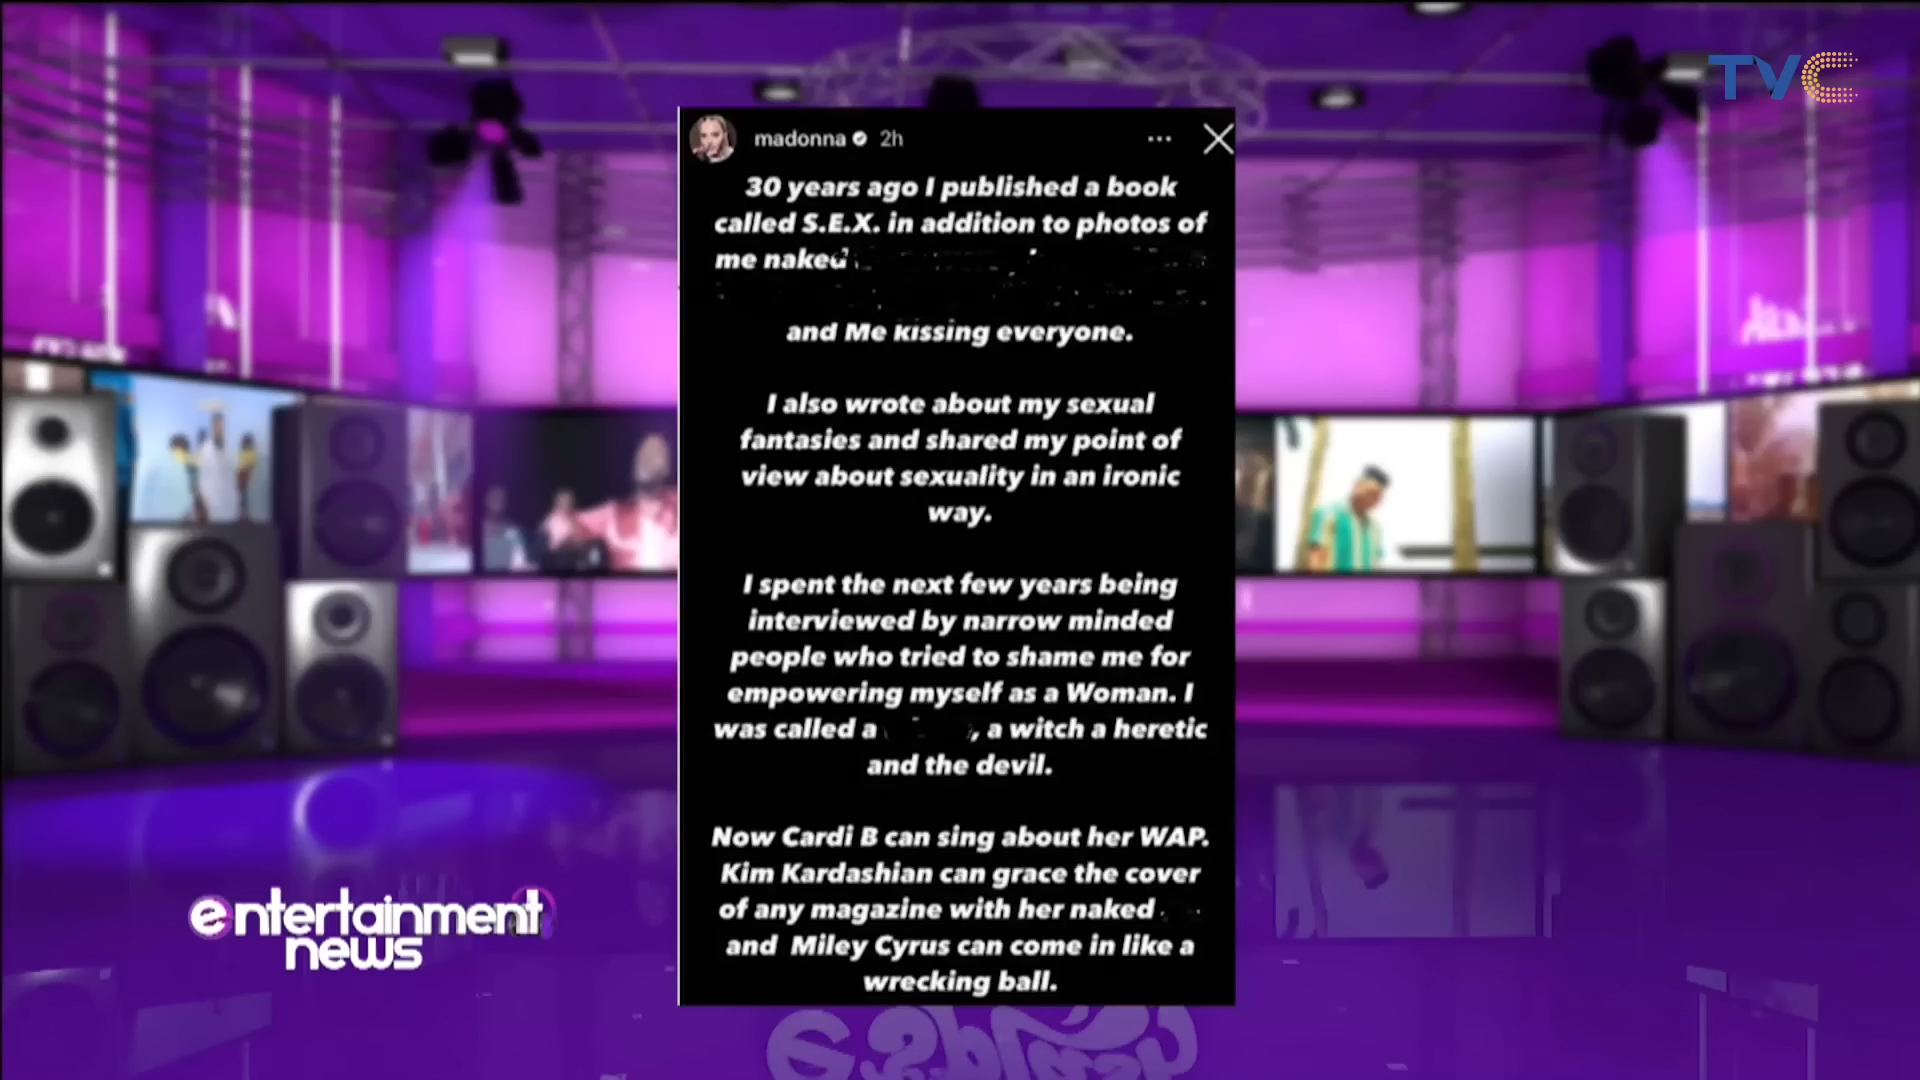 TVC
madonna 2h
30 years ago I published a book
called S.E.X. in addition to photos of
me naked
and Me kissing everyone.
I also wrote about my sexual
fantasies and shared my point of
view about sexuality in an ironic
way.
I spent the next few years being
interviewed by narrow minded
people who tried to shame me for
empowering myself as a Woman. I
was called a , a witch a heretic
and the devil.
Now Cardi B can sing about her WAP.
Kim Kardashian can grace the cover
of any magazine with her naked
and Miley Cyrus can come in like a
wrecking ball.
entertainment
news